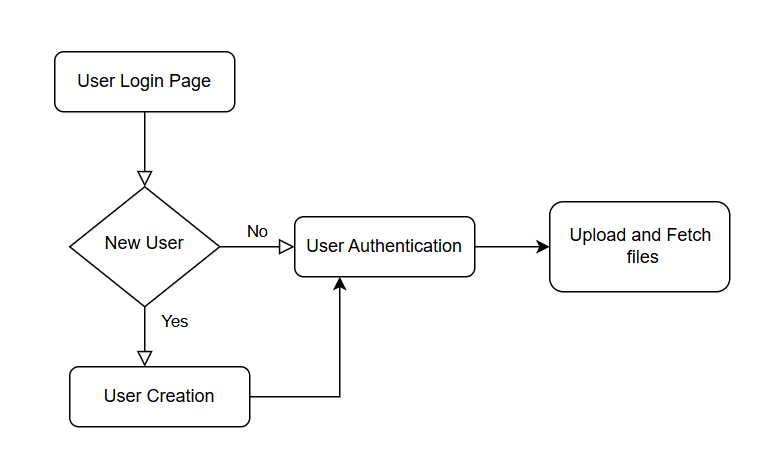 User Login Page
New User
No
User Authentication
Upload and Fetch
files
Yes
User Creation